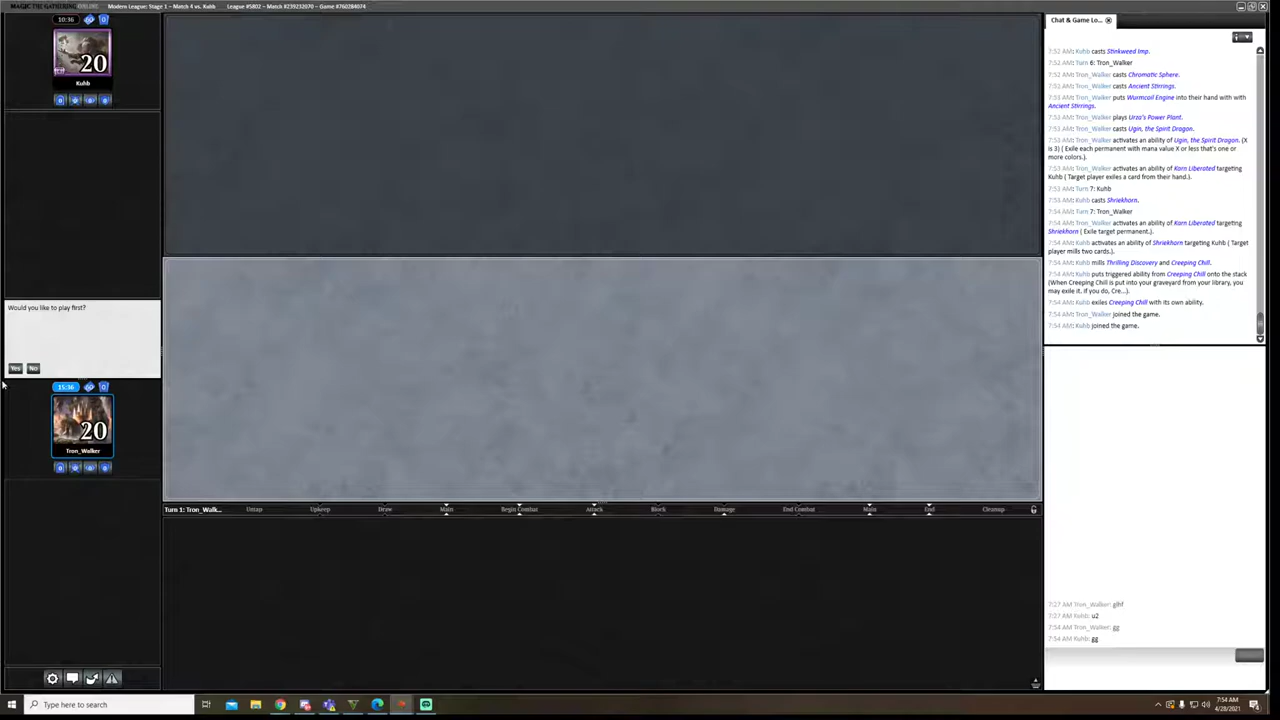 MAGIC THE GATHERING ONLINE Modern League: Stage 1 – Match 4 vs. Kuhb League #5802 – Match #239232070 – Game #760284074
10:36
20
Kuhb
Would you like to play first?
Yes No
15:36
20
Tron_Walker
Turn 1: Tron_Walk... Untap Upkeep Draw Main Begin Combat Attack Block Damage End Combat Main End Cleanup
Chat & Game Lo...
7:52 AM: Kuhb casts Stinkweed Imp.
7:52 AM: Turn 6: Tron_Walker
7:52 AM: Tron_Walker casts Chromatic Sphere.
7:52 AM: Tron_Walker casts Ancient Stirrings.
7:53 AM: Tron_Walker puts Wurmcoil Engine into their hand with with
Ancient Stirrings.
7:53 AM: Tron_Walker plays Urza's Power Plant.
7:53 AM: Tron_Walker casts Ugin, the Spirit Dragon.
7:53 AM: Tron_Walker activates an ability of Ugin, the Spirit Dragon. (X
is 3) ( Exile each permanent with mana value X or less that's one or
more colors.).
7:53 AM: Tron_Walker activates an ability of Karn Liberated targeting
Kuhb ( Target player exiles a card from their hand.).
7:53 AM: Turn 7: Kuhb
7:53 AM: Kuhb casts Shriekhorn.
7:54 AM: Turn 7: Tron_Walker
7:54 AM: Tron_Walker activates an ability of Karn Liberated targeting
Shriekhorn ( Exile target permanent.).
7:54 AM: Kuhb activates an ability of Shriekhorn targeting Kuhb ( Target
player mills two cards.).
7:54 AM: Kuhb mills Thrilling Discovery and Creeping Chill.
7:54 AM: Kuhb puts triggered ability from Creeping Chill onto the stack
(When Creeping Chill is put into your graveyard from your library, you
may exile it. If you do, Cre...).
7:54 AM: Kuhb exiles Creeping Chill with its own ability.
7:54 AM: Tron_Walker joined the game.
7:54 AM: Kuhb joined the game.
7:27 AM Tron_Walker: glhf
7:27 AM Kuhb: u2
7:54 AM Tron_Walker: gg
7:54 AM Kuhb: gg
Type here to search
7:54 AM
4/28/2021